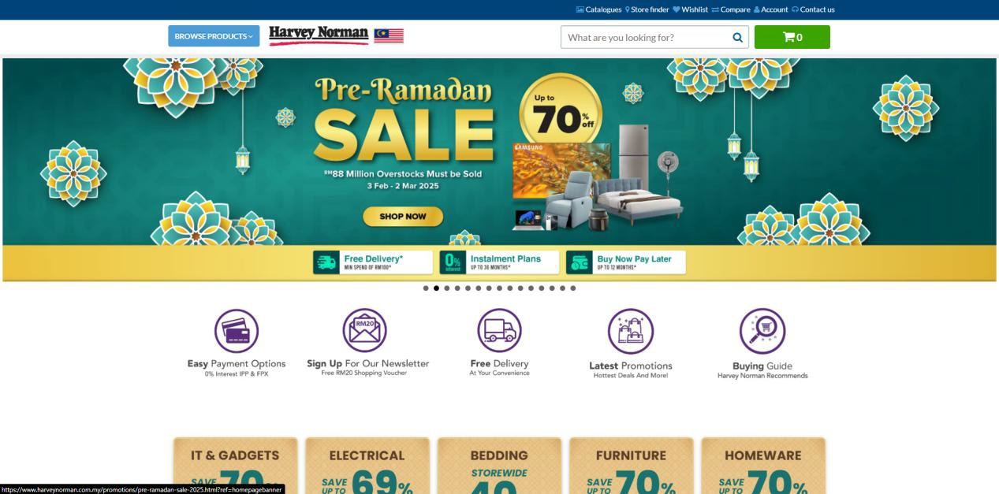 Catalogues Store finder Wishlist Compare Account Contact us
BROWSE PRODUCTS
Harvey Norman
What are you looking for?
0
Pre-Ramadan
SALE
RM88 Million Overstocks Must be Sold
3 Feb - 2 Mar 2025
SHOP NOW
Up to
70% off
SAMSUNG
Free Delivery*
MIN SPEND OF RM100*
0% Interest
Instalment Plans
UP TO 36 MONTHS*
Buy Now Pay Later
UP TO 12 MONTHS*
Easy Payment Options
0% Interest IPP & FPX
RM20
Sign Up For Our Newsletter
Free RM20 Shopping Voucher
Free Delivery
At Your Convenience
Latest Promotions
Hottest Deals And More!
Buying Guide
Harvey Norman Recommends
IT & GADGETS
SAVE
70%
ELECTRICAL
SAVE
UP TO
69%
BEDDING
STOREWIDE
40
FURNITURE
SAVE
UP TO
70%
HOMEWARE
SAVE
UP TO
70%
https://www.harveynorman.com.my/promotions/pre-ramadan-sale-2025.html?ref=homepagebanner